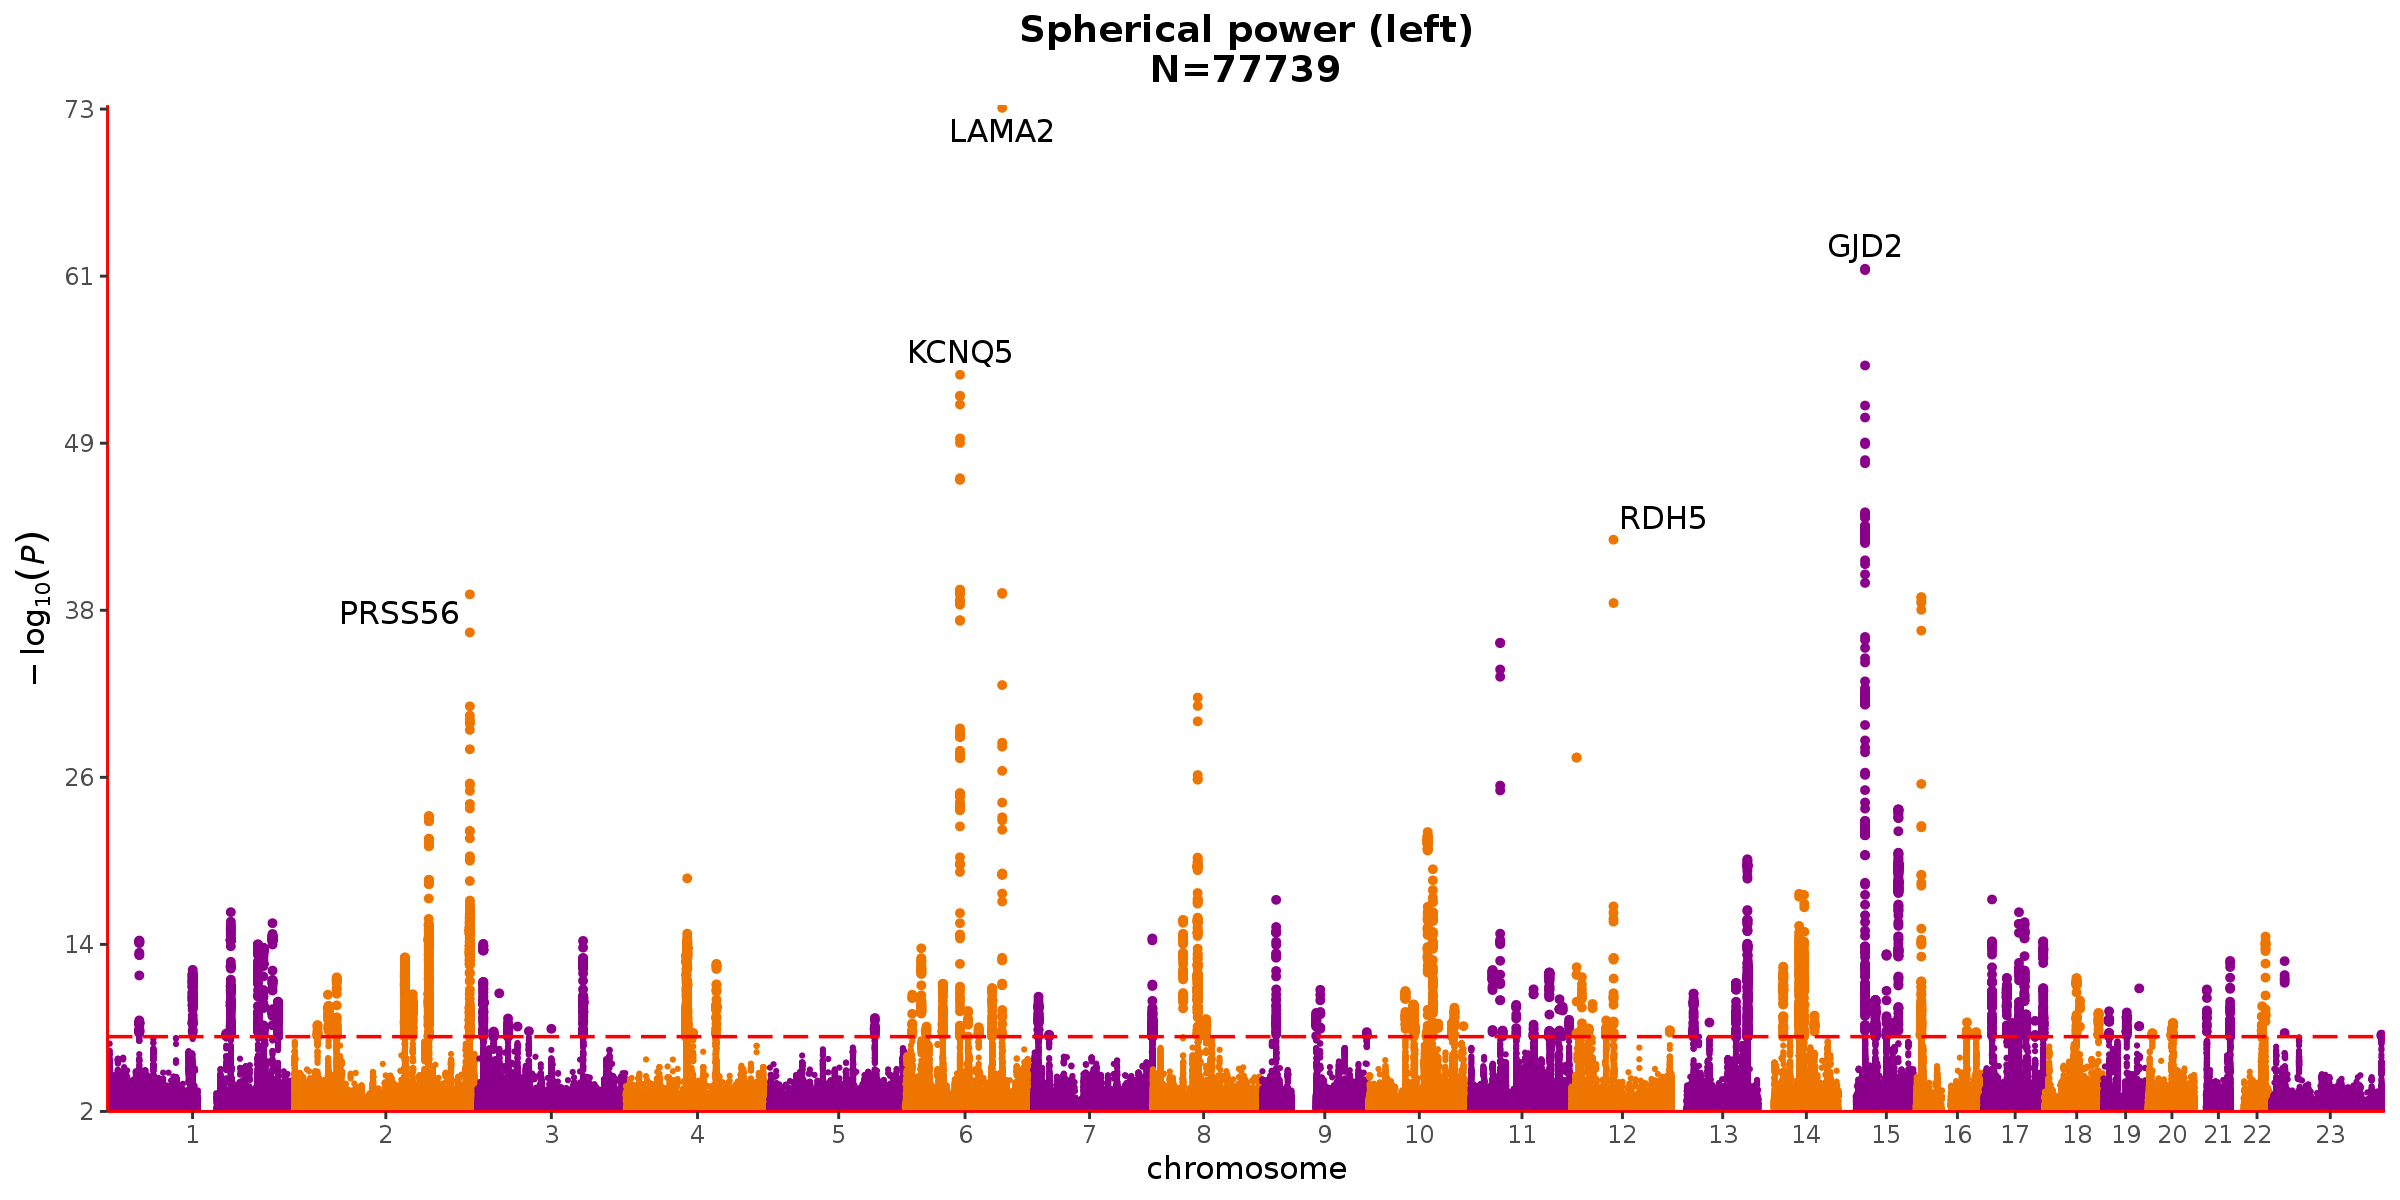 Spherical power (left)
N=77739
73
LAMA2
61
GJD2
KCNQ5
49
RDH5
38
PRSS56
26
14
2
−log₁₀(P)
1 2 3 4 5 6 7 8 9 10 11 12 13 14 15 16 17 18 19 20 21 22 23
chromosome